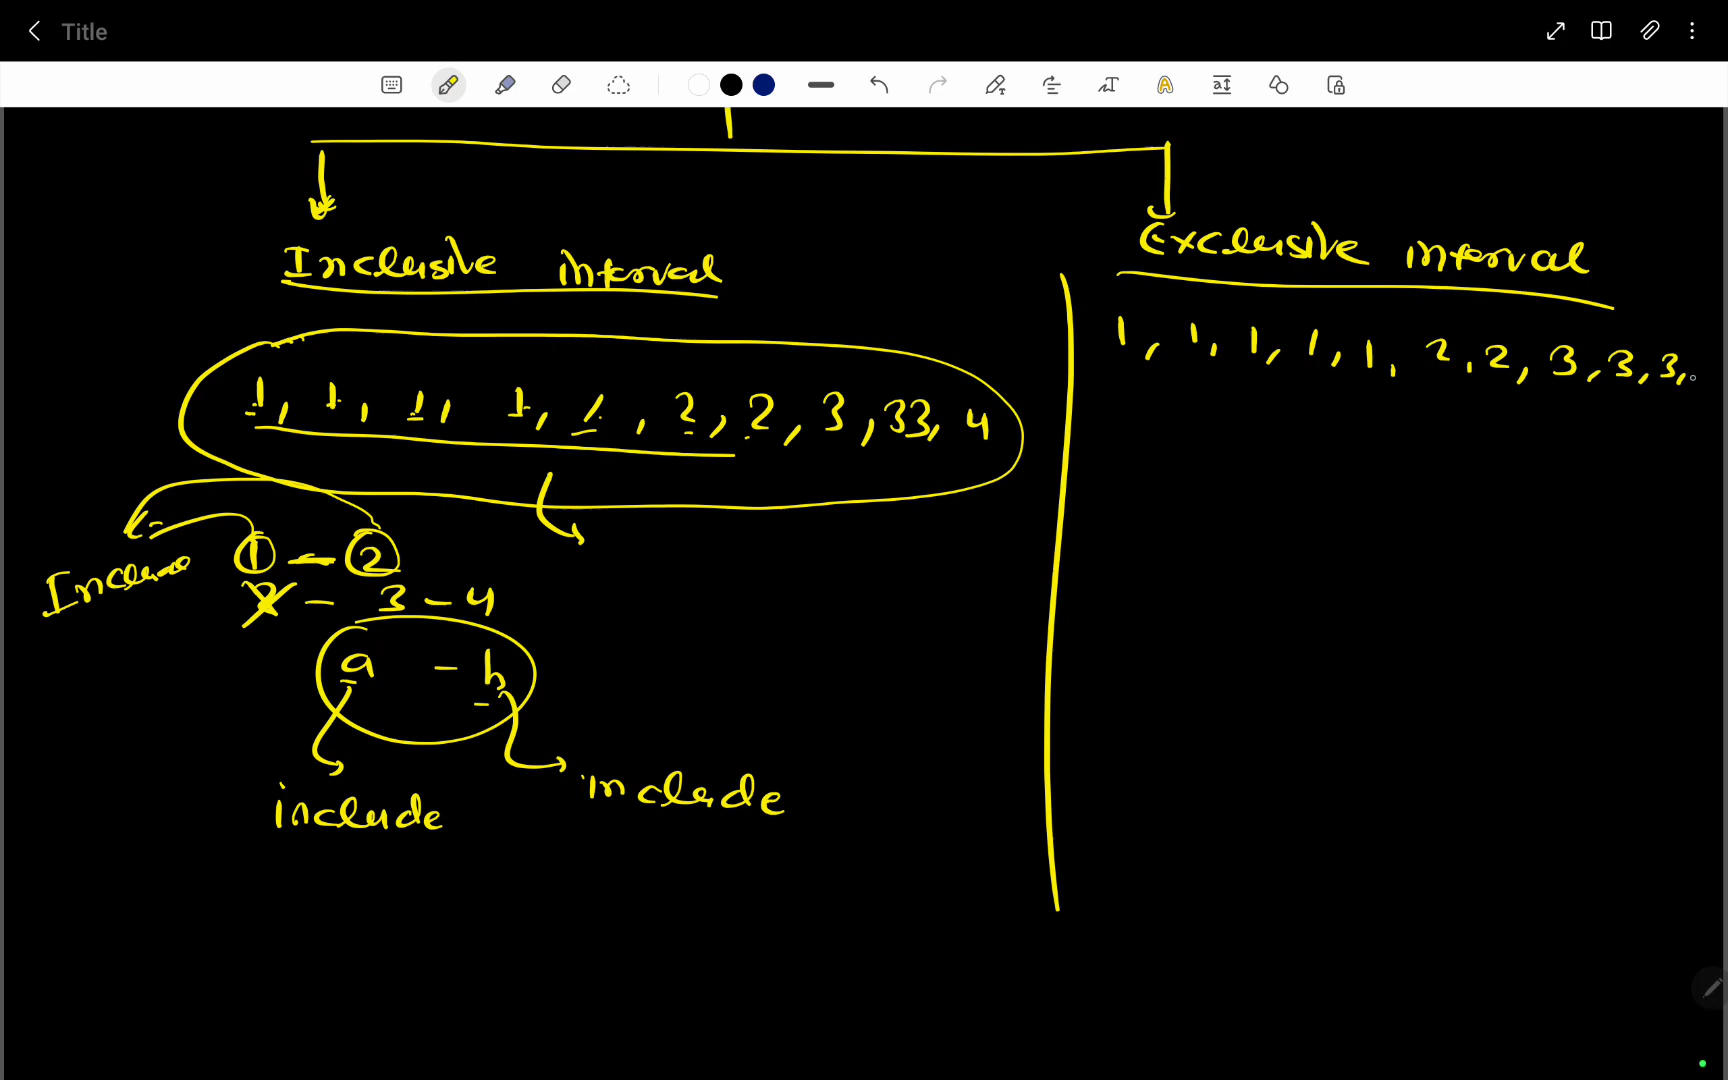 Title
Inclusive interval
Exclusive interval
1, 1, 1, 1, 1, 2, 2, 3, 33, 4
1, 1, 1, 1, 1, 2, 2, 3, 3, 3,
1 - 2
2 - 3 - 4
a - b
include
include